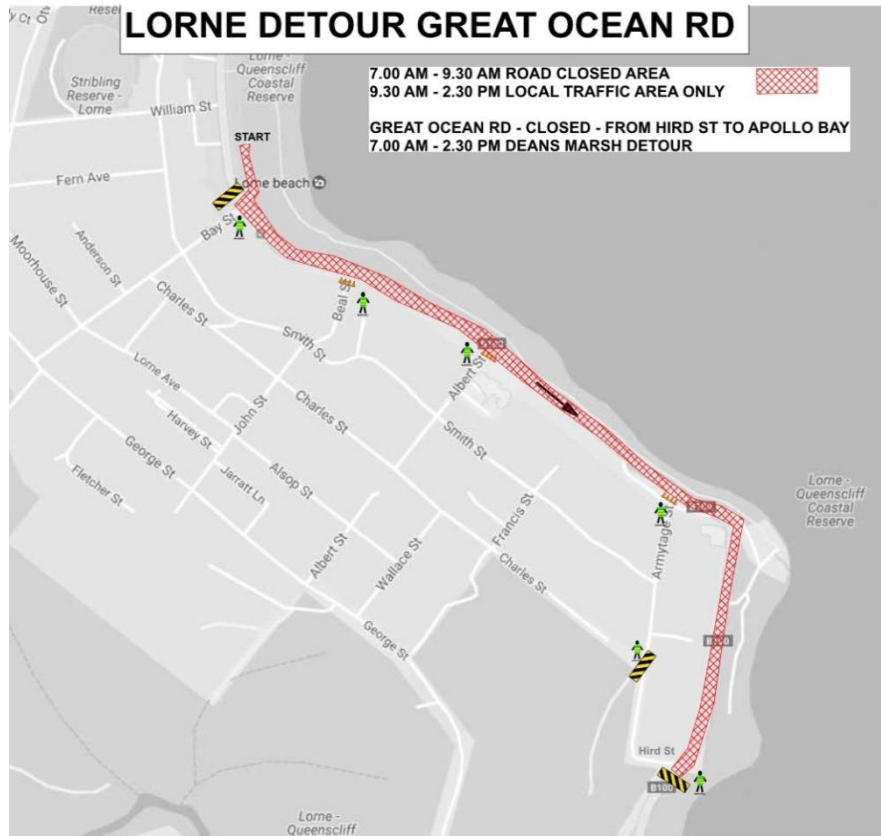 LORNE DETOUR GREAT OCEAN RD
7.00 AM - 9.30 AM ROAD CLOSED AREA
9.30 AM - 2.30 PM LOCAL TRAFFIC AREA ONLY
GREAT OCEAN RD - CLOSED - FROM HIRD ST TO APOLLO BAY
7.00 AM - 2.30 PM DEANS MARSH DETOUR
Lorne -
Queenscliff
Coastal
Reserve
Stribling
Reserve -
Lorne
William St
START
Fern Ave
Lorne beach
Bay St
Anderson St
Moorhouse St
Charles St
Beal St
Smith St
Lorne Ave
Albert St
John St
Charles St
Harvey St
George St
Smith St
Fletcher St
Jarratt Ln
Alsop St
Francis St
Lorne -
Queenscliff
Coastal
Reserve
Albert St
Wallace St
Armytage St
Charles St
George St
Hird St
B100
Lorne -
Queenscliff